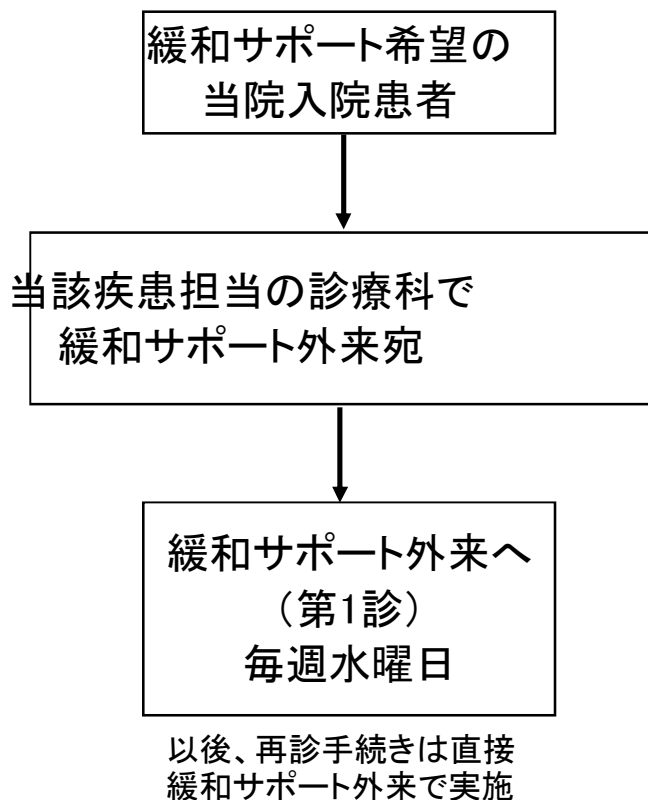 緩和サポート希望の
当院入院患者
当該疾患担当の診療科で
緩和サポート外来宛
緩和サポート外来へ
（第1診）
毎週水曜日
以後、再診手続きは直接
緩和サポート外来で実施